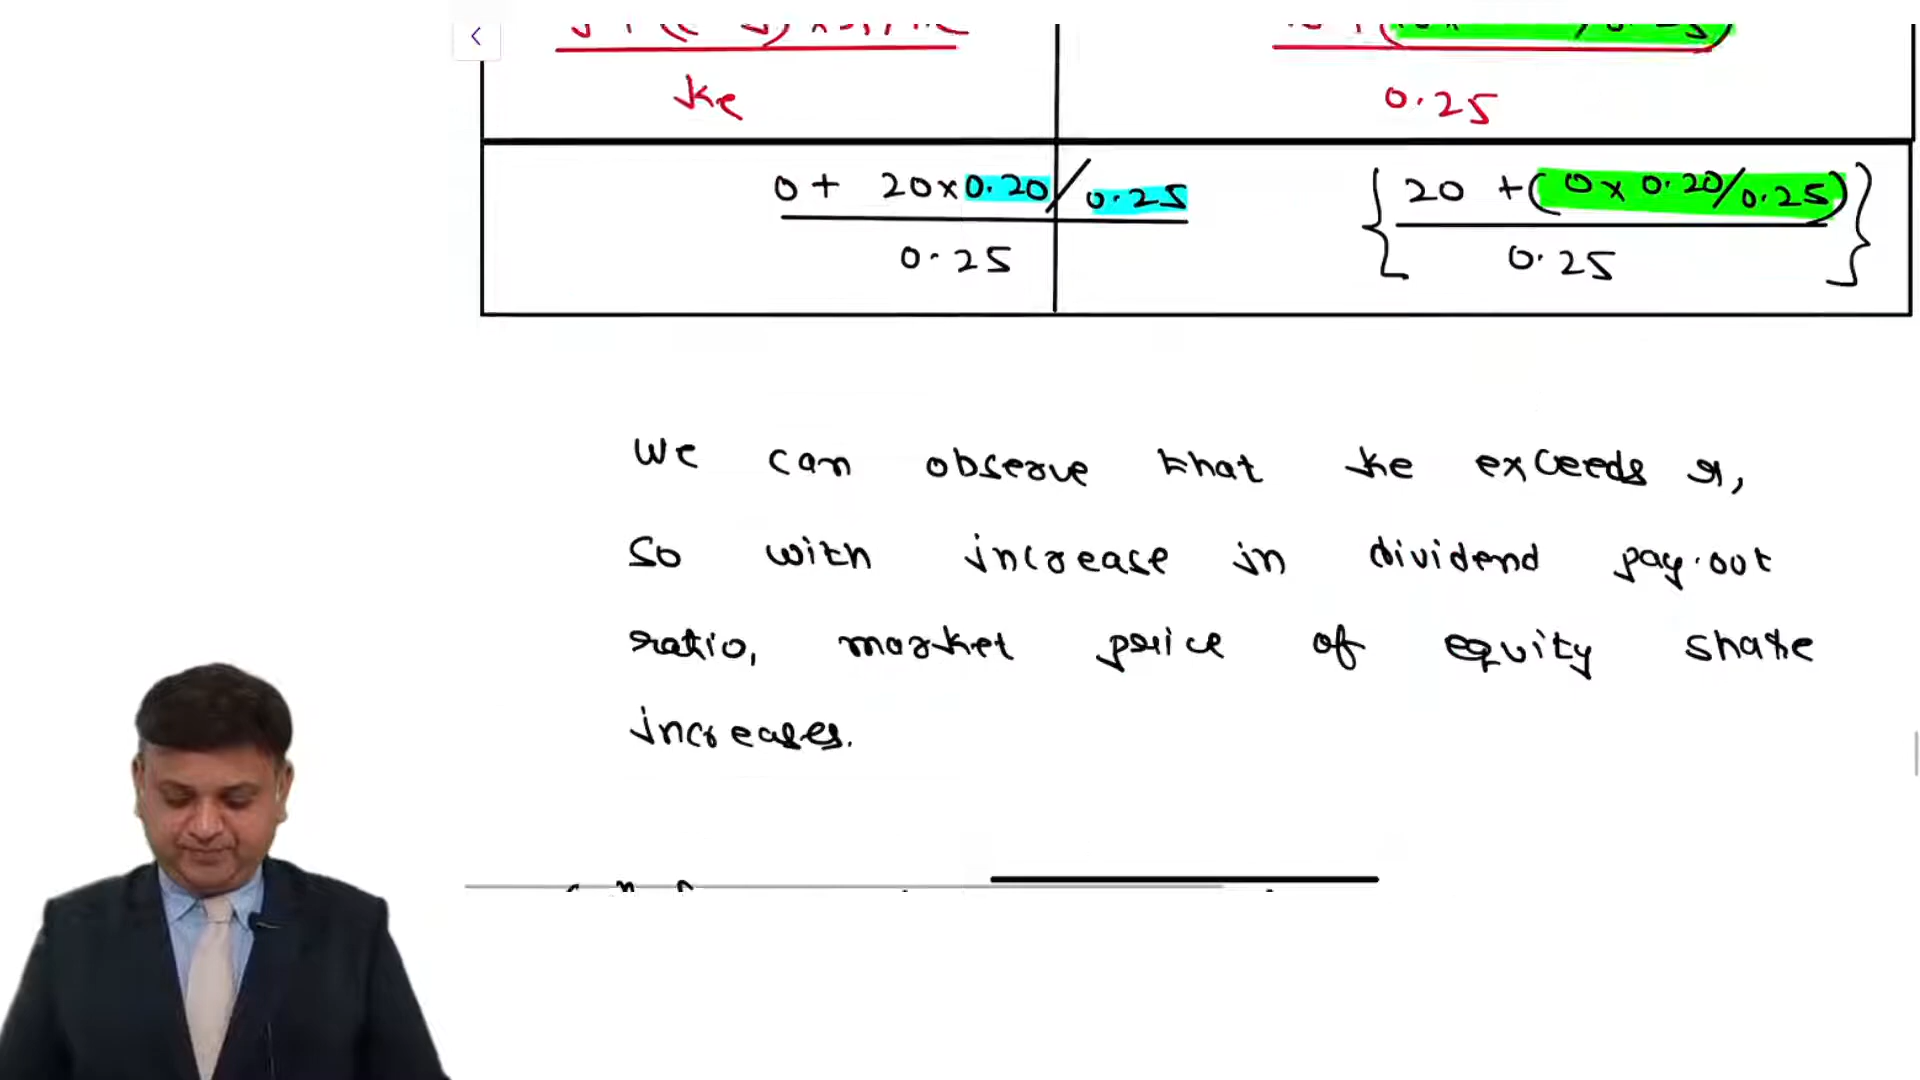 ke
0.25
0 + 20 x 0.20 / 0.25
0.25
{ 20 + ( 0 x 0.20 / 0.25 ) }
0.25
We can observe that ke exceeds r,
So with increase in dividend pay.out
ratio, market price of equity share
increases.